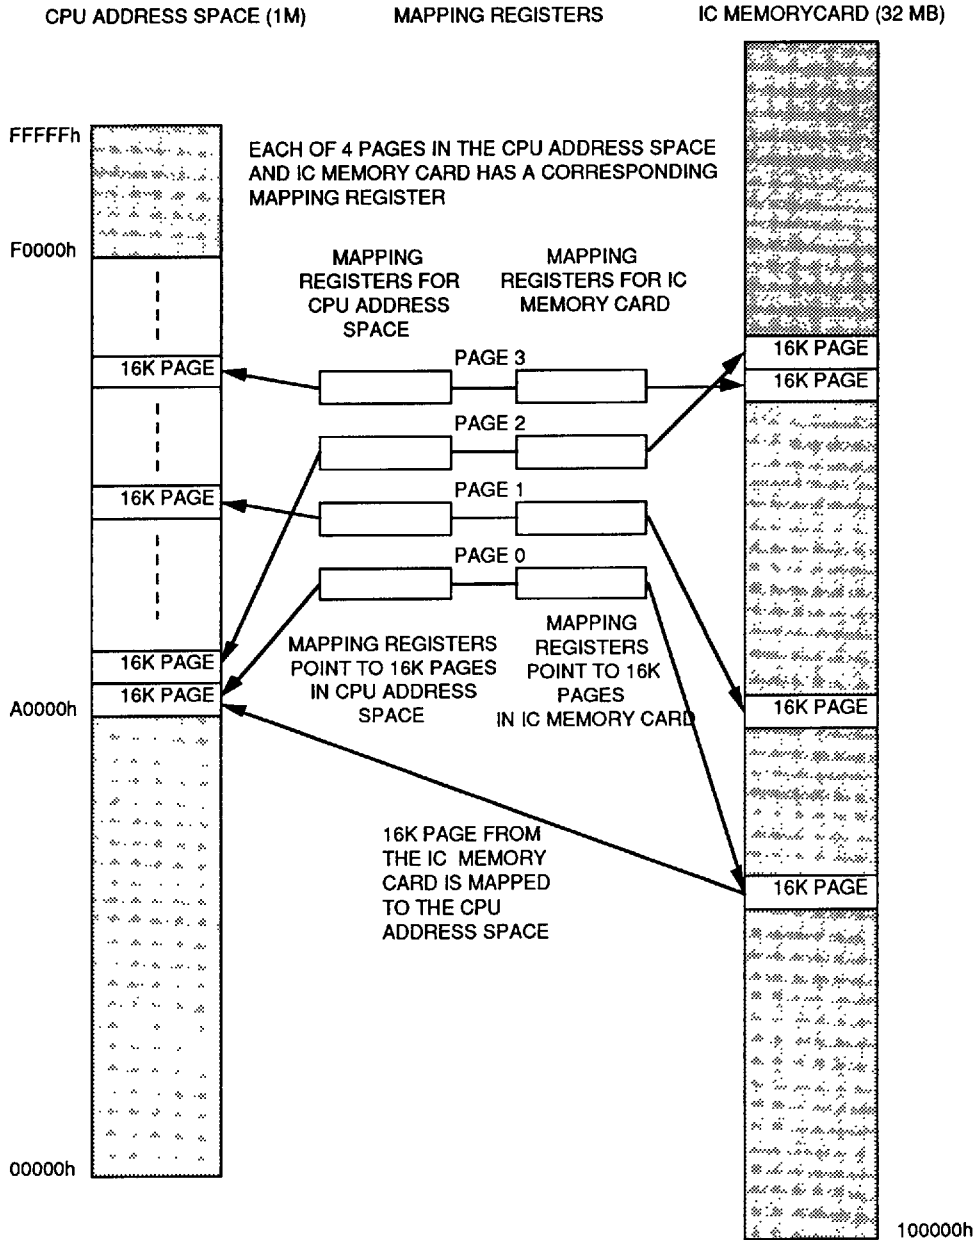 CPU ADDRESS SPACE (1M)
MAPPING REGISTERS
IC MEMORYCARD (32 MB)
FFFFFh
EACH OF 4 PAGES IN THE CPU ADDRESS SPACE
AND IC MEMORY CARD HAS A CORRESPONDING
MAPPING REGISTER
F0000h
MAPPING
REGISTERS FOR
CPU ADDRESS
SPACE
MAPPING
REGISTERS FOR IC
MEMORY CARD
PAGE 3
16K PAGE
16K PAGE
16K PAGE
PAGE 2
PAGE 1
16K PAGE
PAGE 0
16K PAGE
16K PAGE
A0000h
MAPPING REGISTERS
POINT TO 16K PAGES
IN CPU ADDRESS
SPACE
MAPPING
REGISTERS
POINT TO 16K
PAGES
IN IC MEMORY CARD
16K PAGE
16K PAGE FROM
THE IC MEMORY
CARD IS MAPPED
TO THE CPU
ADDRESS SPACE
16K PAGE
00000h
100000h